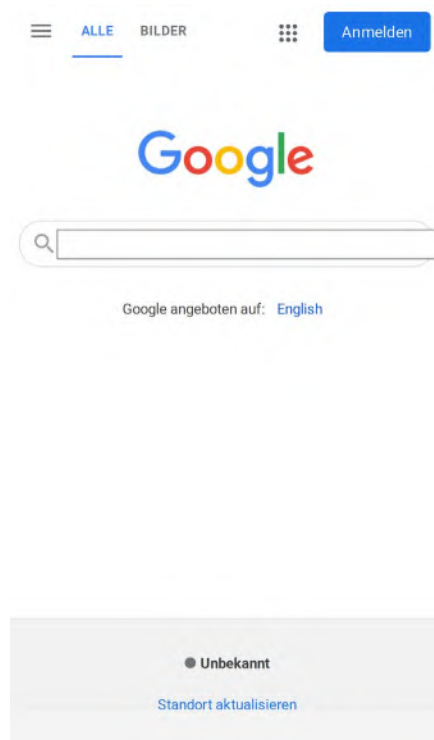 ALLE BILDER Anmelden
Google
Google angeboten auf: English
Unbekannt
Standort aktualisieren